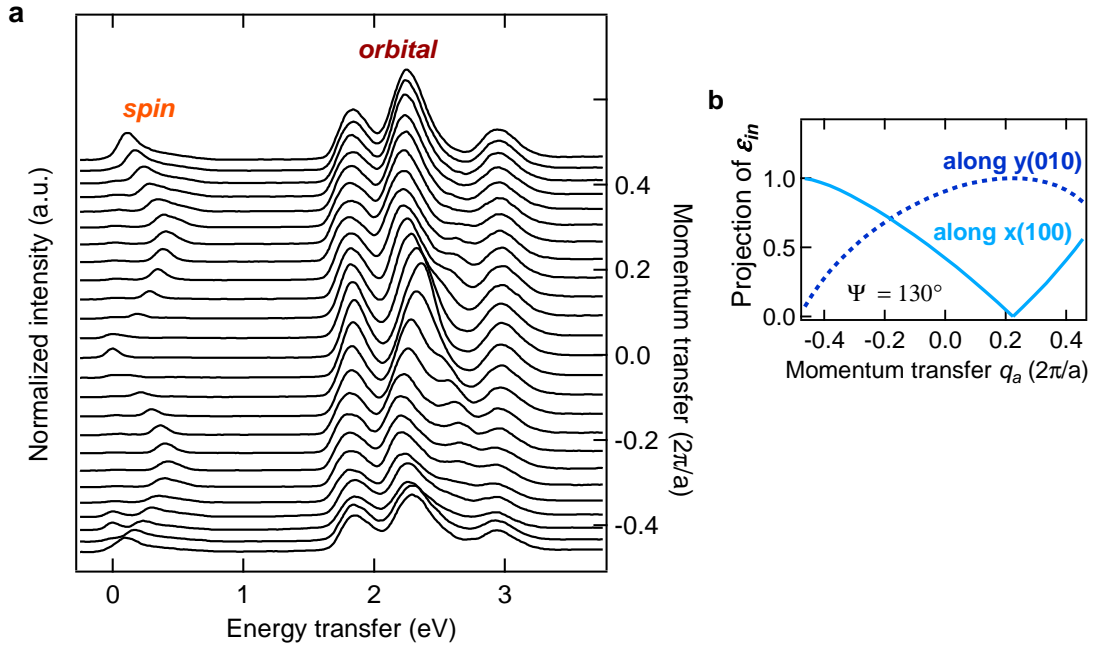 a
orbital
spin
Normalized intensity (a.u.)
0.4
0.2
0.0
-0.2
-0.4
Momentum transfer (2π/a)
0
1
2
3
Energy transfer (eV)
b
Projection of εin
1.0
0.5
0.0
along y(010)
along x(100)
Ψ = 130°
-0.4
-0.2
0.0
0.2
0.4
Momentum transfer qa (2π/a)